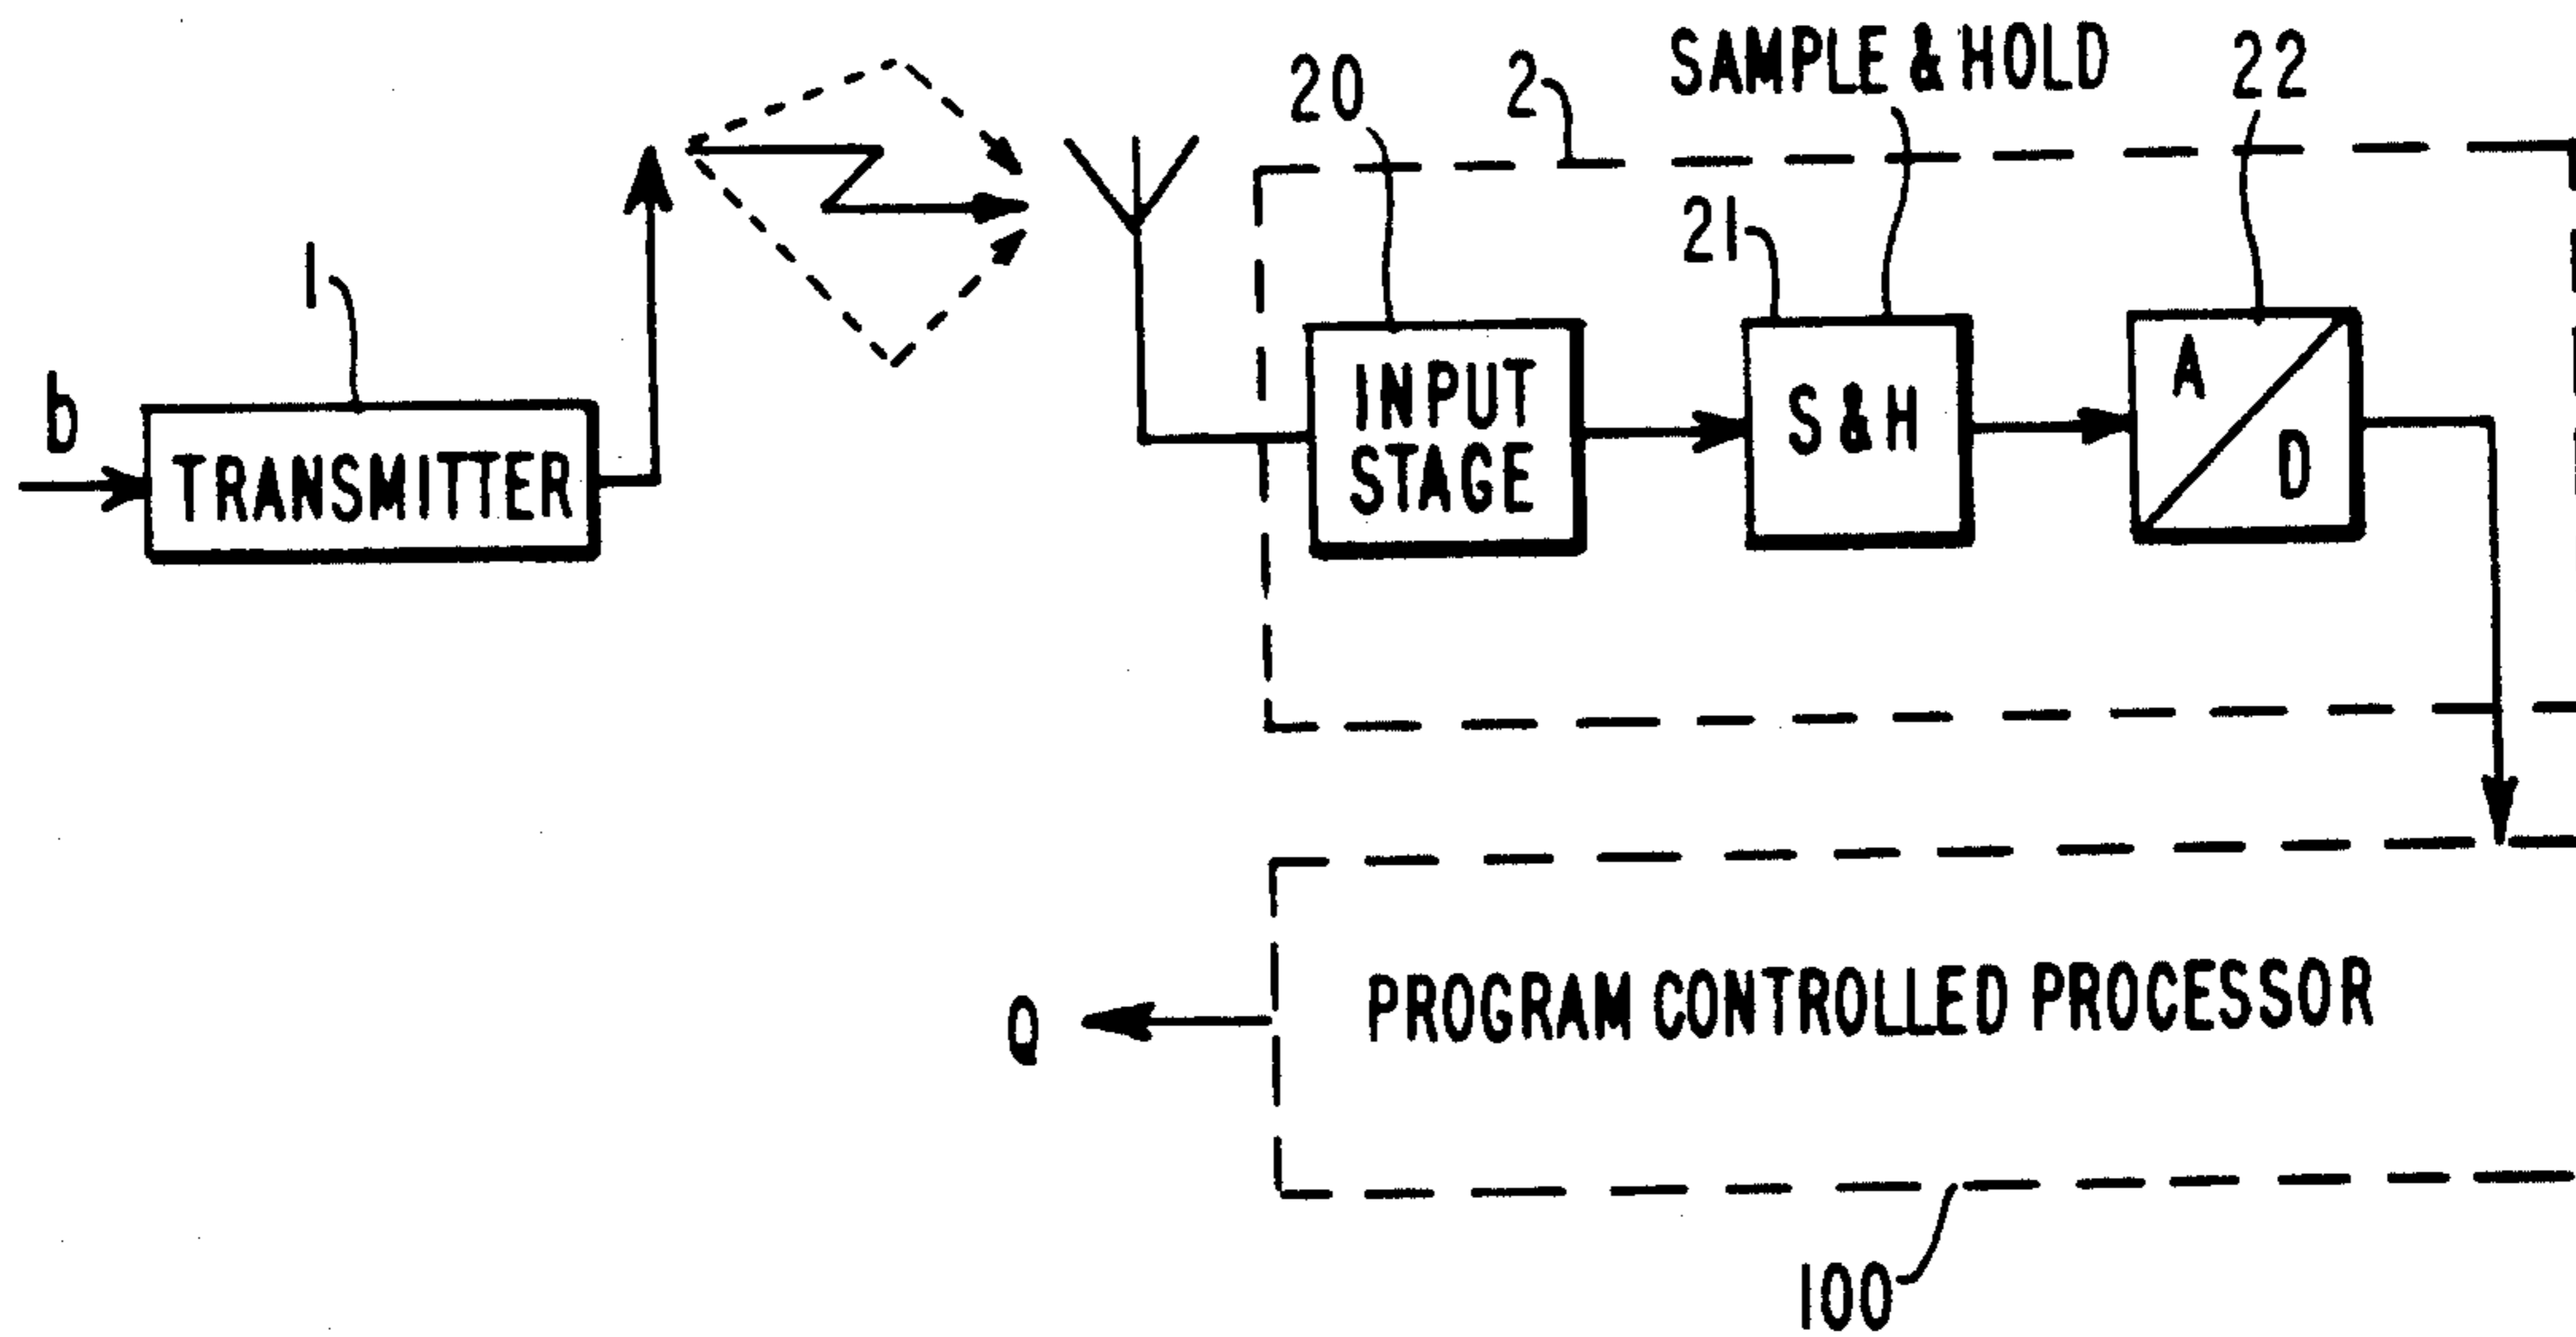 20
2
SAMPLE & HOLD
22
21
1
b
TRANSMITTER
INPUT
STAGE
S & H
A
D
Q
PROGRAM CONTROLLED PROCESSOR
100